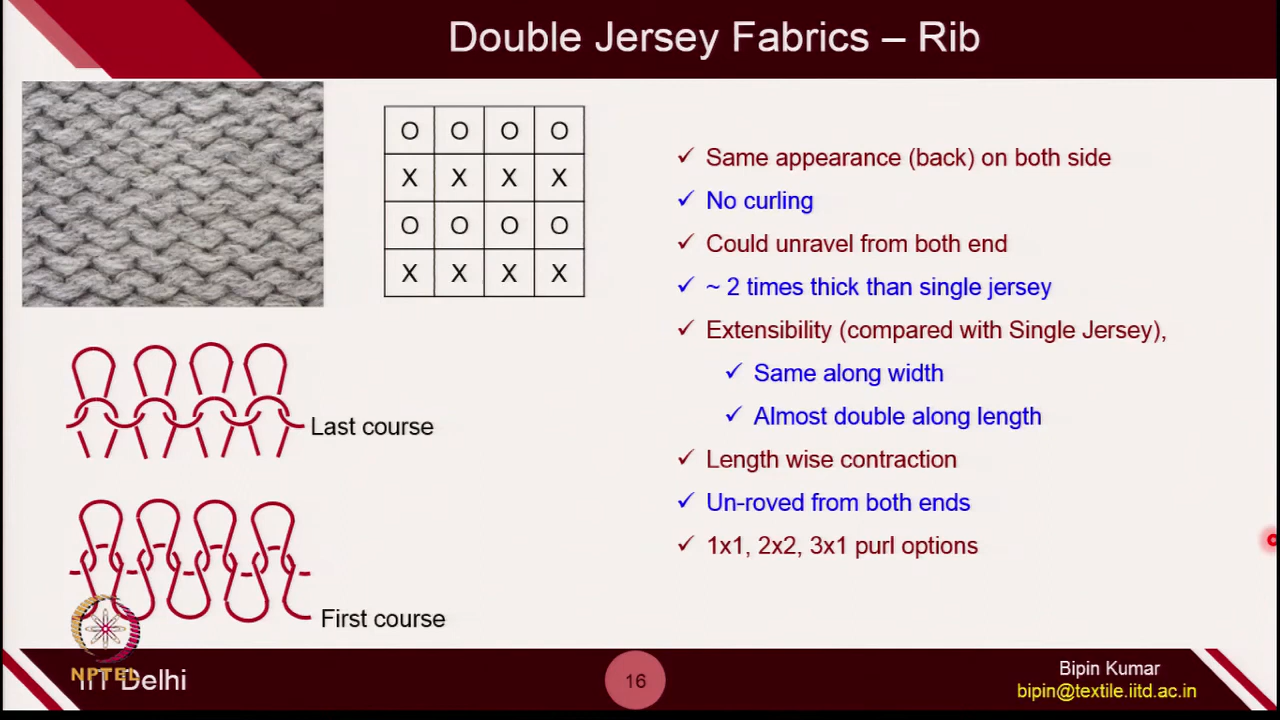 Double Jersey Fabrics – Rib
O O O O
X X X X
O O O O
X X X X
Last course
First course
✓ Same appearance (back) on both side
✓ No curling
✓ Could unravel from both end
✓ ~ 2 times thick than single jersey
✓ Extensibility (compared with Single Jersey),
✓ Same along width
✓ Almost double along length
✓ Length wise contraction
✓ Un-roved from both ends
✓ 1x1, 2x2, 3x1 purl options
NPTEL
IIT Delhi
16
Bipin Kumar
bipin@textile.iitd.ac.in